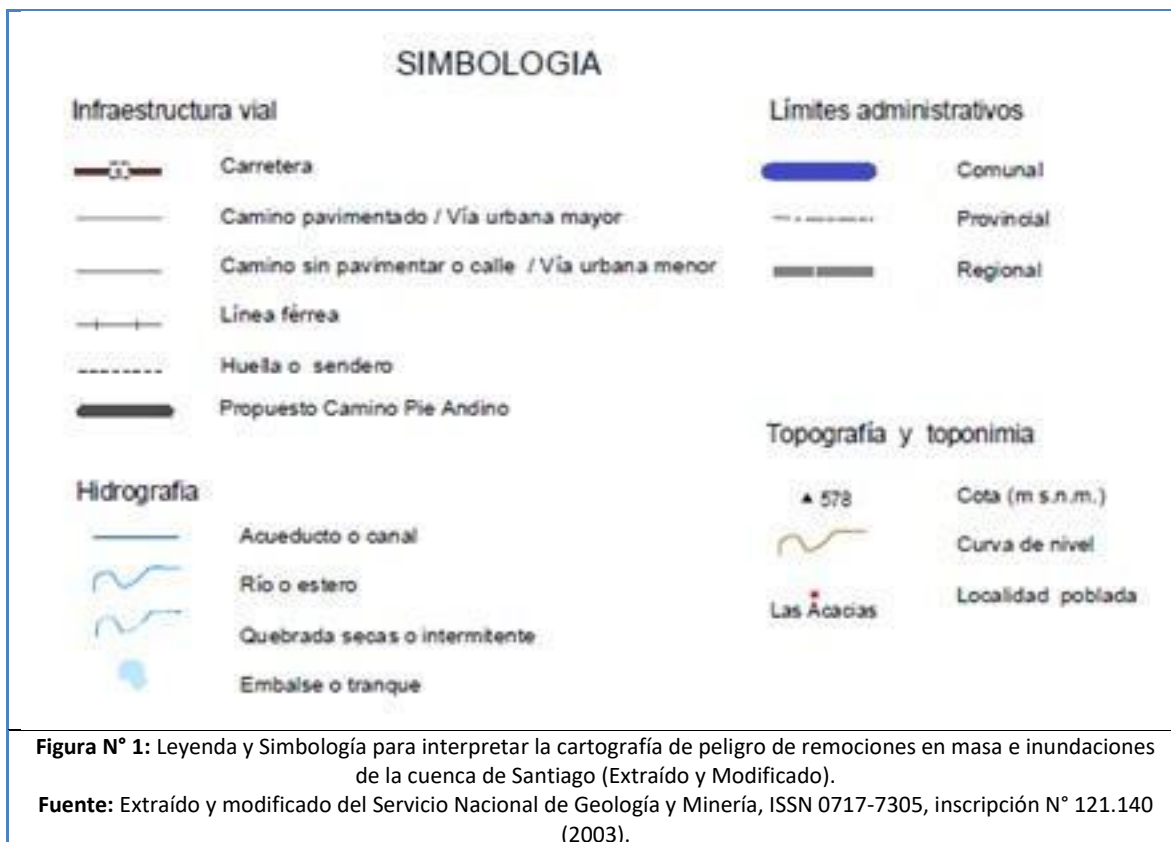 SIMBOLOGIA
Infraestructura vial
Carretera
Camino pavimentado / Vía urbana mayor
Camino sin pavimentar o calle / Vía urbana menor
Línea férrea
Huella o sendero
Propuesto Camino Pie Andino
Hidrografía
Acueducto o canal
Río o estero
Quebrada secas o intermitente
Embalse o tranque
Límites administrativos
Comunal
Provincial
Regional
Topografía y toponimia
578 Cota (m s.n.m.)
Curva de nivel
Las Acacias Localidad poblada
Figura N° 1: Leyenda y Simbología para interpretar la cartografía de peligro de remociones en masa e inundaciones
de la cuenca de Santiago (Extraído y Modificado).
Fuente: Extraído y modificado del Servicio Nacional de Geología y Minería, ISSN 0717-7305, inscripción N° 121.140
(2003).